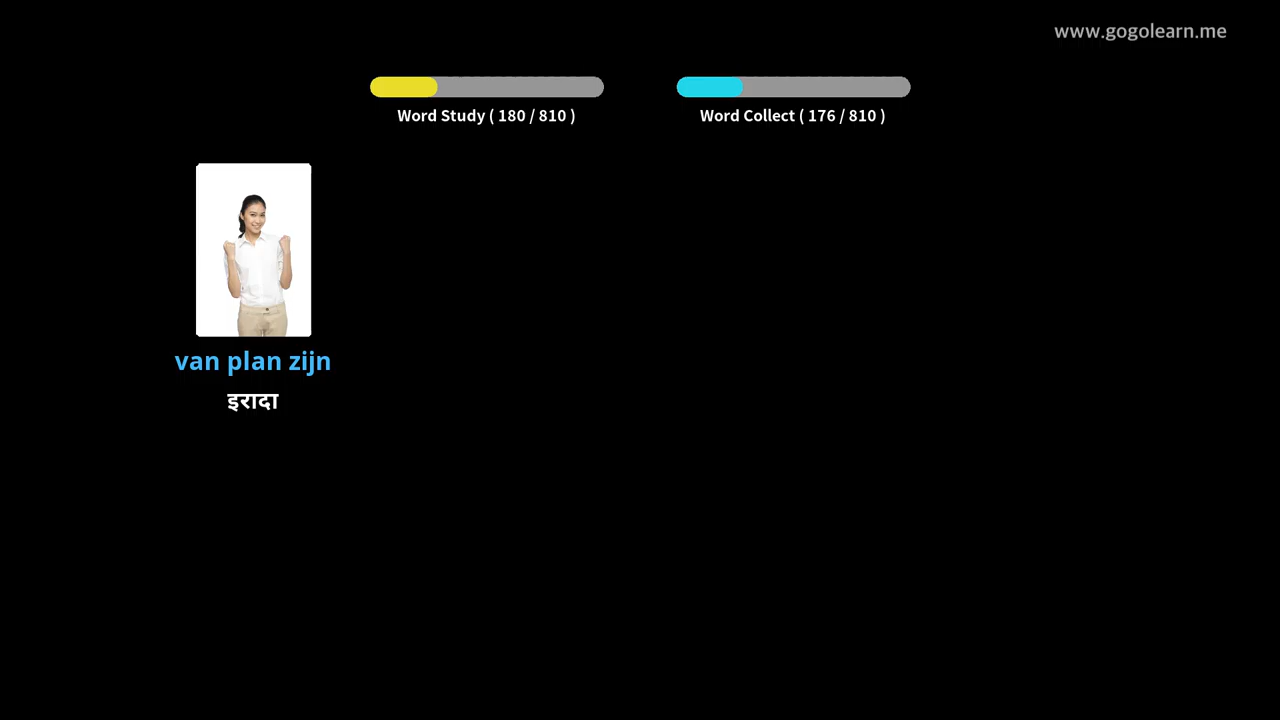 www.gogolearn.me
Word Study ( 180 / 810 )
Word Collect ( 176 / 810 )
van plan zijn
इरादा